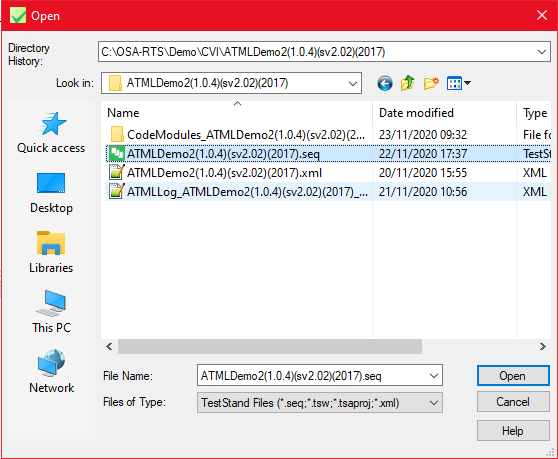 Open
Directory History:
C:\OSA-RTS\Demo\CVI\ATMLDemo2(1.0.4)(sv2.02)(2017)
Look in: ATMLDemo2(1.0.4)(sv2.02)(2017)
Name Date modified Type
CodeModules_ATMLDemo2(1.0.4)(sv2.02)(2... 23/11/2020 09:32 File fo
ATMLDemo2(1.0.4)(sv2.02)(2017).seq 22/11/2020 17:37 TestSta
ATMLDemo2(1.0.4)(sv2.02)(2017).xml 20/11/2020 15:55 XML
ATMLLog_ATMLDemo2(1.0.4)(sv2.02)(2017)_... 21/11/2020 10:56 XML
Quick access
Desktop
Libraries
This PC
Network
File Name: ATMLDemo2(1.0.4)(sv2.02)(2017).seq Open
Files of Type: TestStand Files (*.seq;*.tsw;*.tsaproj;*.xml) Cancel
Help